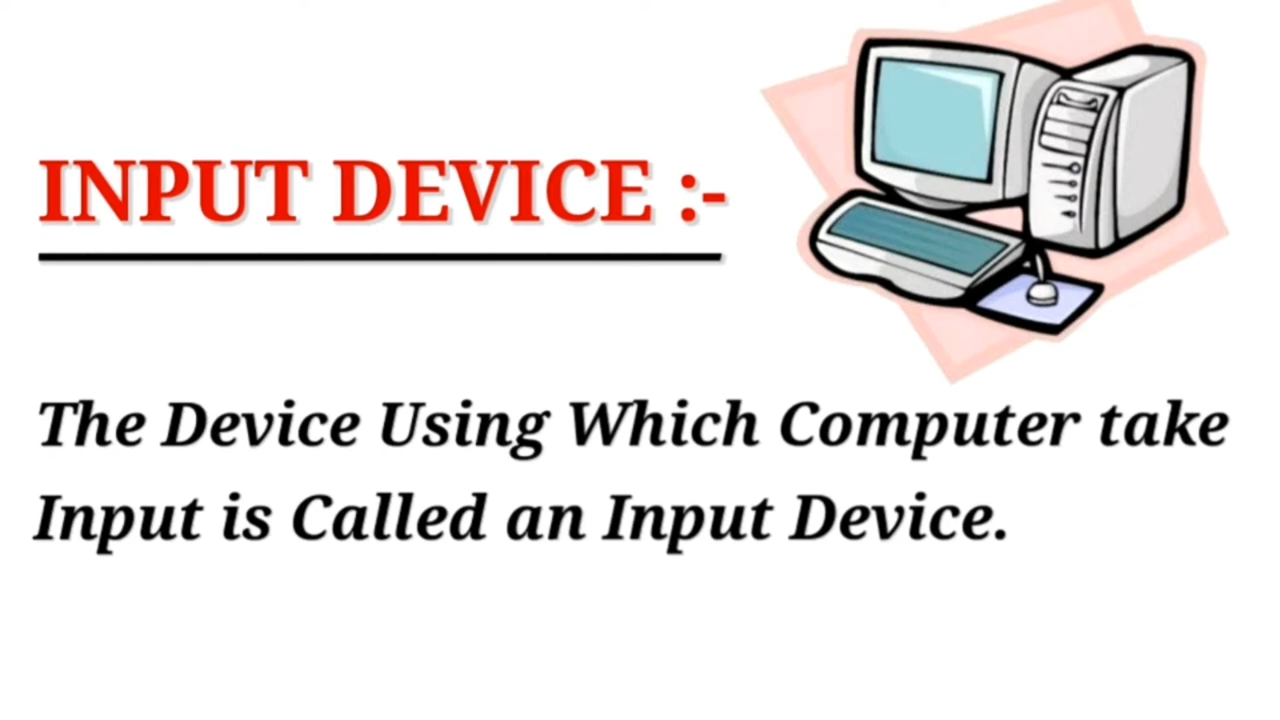 INPUT DEVICE :-
The Device Using Which Computer take
Input is Called an Input Device.